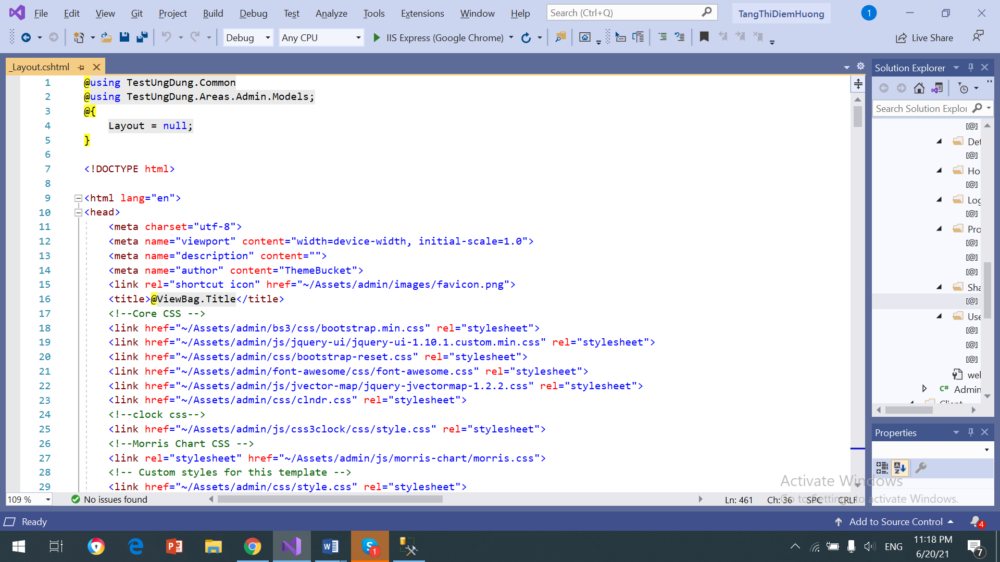 File Edit View Git Project Build Debug Test Analyze Tools Extensions Window Help Search (Ctrl+Q) TangThiDiemHuong 1
Debug Any CPU IIS Express (Google Chrome) Live Share
_Layout.cshtml
1 @using TestUngDung.Common
2 @using TestUngDung.Areas.Admin.Models;
3 @{
4 Layout = null;
5 }
6
7 <!DOCTYPE html>
8
9 <html lang="en">
10 <head>
11 <meta charset="utf-8">
12 <meta name="viewport" content="width=device-width, initial-scale=1.0">
13 <meta name="description" content="">
14 <meta name="author" content="ThemeBucket">
15 <link rel="shortcut icon" href="~/Assets/admin/images/favicon.png">
16 <title>@ViewBag.Title</title>
17 <!--Core CSS -->
18 <link href="~/Assets/admin/bs3/css/bootstrap.min.css" rel="stylesheet">
19 <link href="~/Assets/admin/js/jquery-ui/jquery-ui-1.10.1.custom.min.css" rel="stylesheet">
20 <link href="~/Assets/admin/css/bootstrap-reset.css" rel="stylesheet">
21 <link href="~/Assets/admin/font-awesome/css/font-awesome.css" rel="stylesheet">
22 <link href="~/Assets/admin/js/jvector-map/jquery-jvectormap-1.2.2.css" rel="stylesheet">
23 <link href="~/Assets/admin/css/clndr.css" rel="stylesheet">
24 <!--clock css-->
25 <link href="~/Assets/admin/js/css3clock/css/style.css" rel="stylesheet">
26 <!--Morris Chart CSS -->
27 <link rel="stylesheet" href="~/Assets/admin/js/morris-chart/morris.css">
28 <!-- Custom styles for this template -->
29 <link href="~/Assets/admin/css/style.css" rel="stylesheet">
109 % No issues found Ln: 461 Ch: 36 SPC CRLF
Solution Explorer
Search Solution Explor
[@]
Det
[@]
Ho
[@]
Log
[@]
Pro
[@]
[@]
[@]
Sha
[@]
Use
[@]
[@]
[@]
wel
C# Admin
Client
Properties
Activate Windows
Go to Settings to activate Windows.
Ready Add to Source Control 4
1 ENG 11:18 PM
6/20/21 7